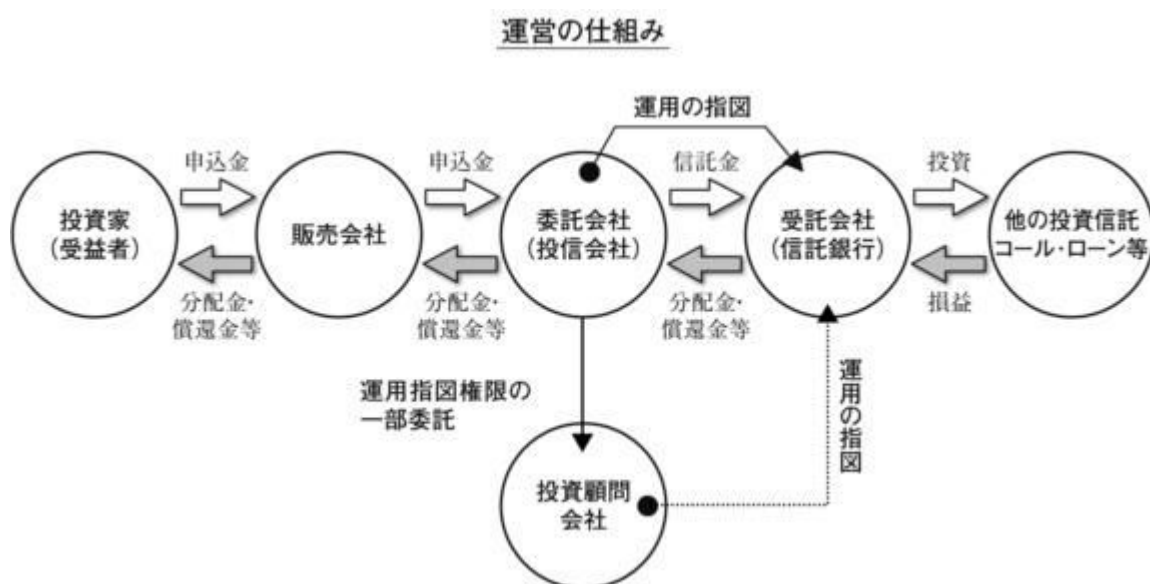 運営の仕組み
運用の指図
申込金
申込金
信託金
投資
投資家
(受益者)
販売会社
委託会社
(投信会社)
受託会社
(信託銀行)
他の投資信託
コール・ローン等
分配金・
償還金等
分配金・
償還金等
分配金・
償還金等
損益
運用指図権限の
一部委託
運用の指図
投資顧問
会社